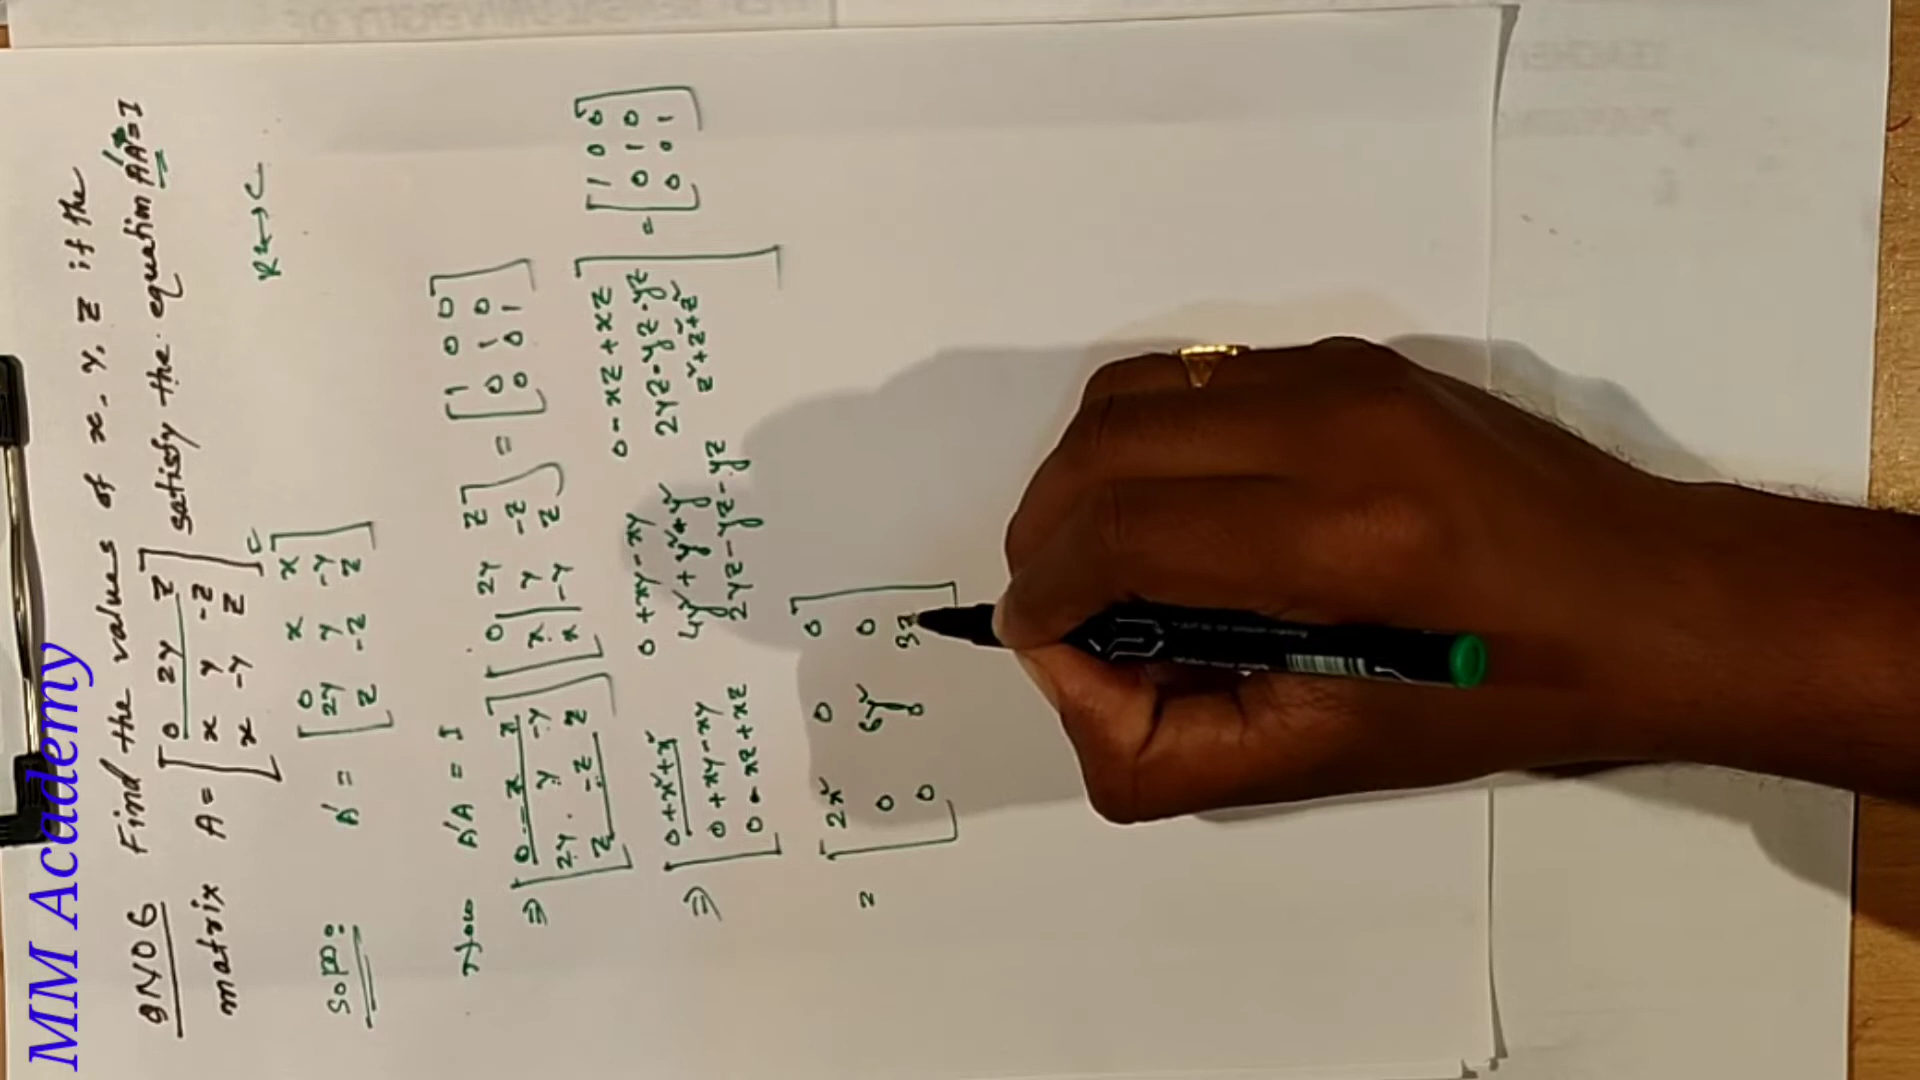 MM Academy
QNO6 Find the values of x, y, z if the
matrix A = [0 2y z
x y -z
x -y z] satisfy the equation A'A = I
R↔C
Soln:
A' = [0 x x
2y y -y
z -z z]
Now A'A = I
⇒ [0 x x
2y y -y
z -z z] [0 2y z
x y -z
x -y z] = [1 0 0
0 1 0
0 0 1]
⇒ [0+x²+x² 0+xy-xy 0-xz+xz
0+xy-xy 4y²+y²+y² 2yz-yz-yz
0-xz+xz 2yz-yz-yz z²+z²+z²] = [1 0 0
0 1 0
0 0 1]
= [2x² 0 0
0 6y² 0
0 0 3z]